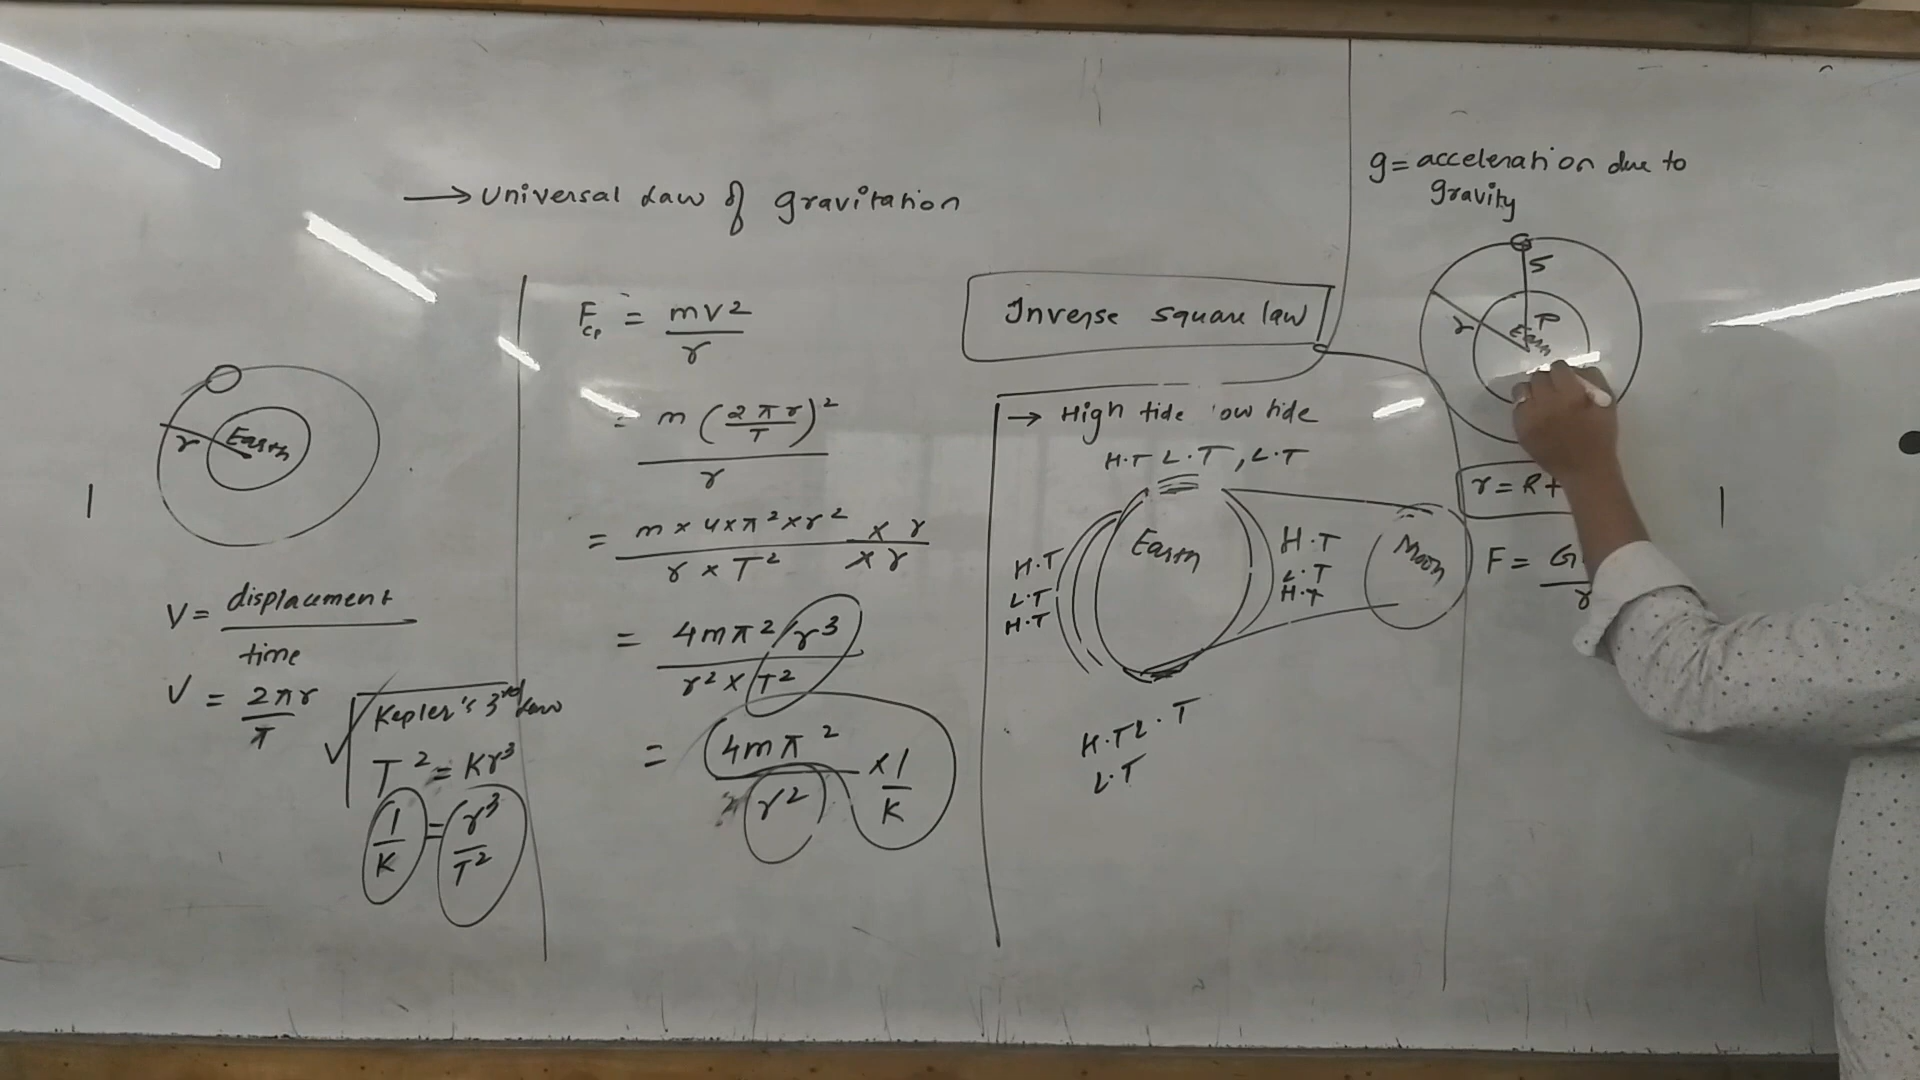 → Universal Law of gravitation
r
Earth
V = displacement
time
V = 2πr
T
Kepler's 3rd Law
T² = Kr³
1/K = r³/T²
Fcp = mv²/r
= m(2πr/T)²/r
= m×4×π²×r²/r×T² ×r/×r
= 4mπ² r³/r²×T²
= 4mπ²/r² ×1/K
Inverse square law
→ High tide ow tide
H.T L.T, L.T
Earth
H.T
L.T
H.T
H.T
L.T
H.T
Moon
H.T L.T
L.T
g = acceleration due to
gravity
S
r
P
Earth
r = R+
F = G
r